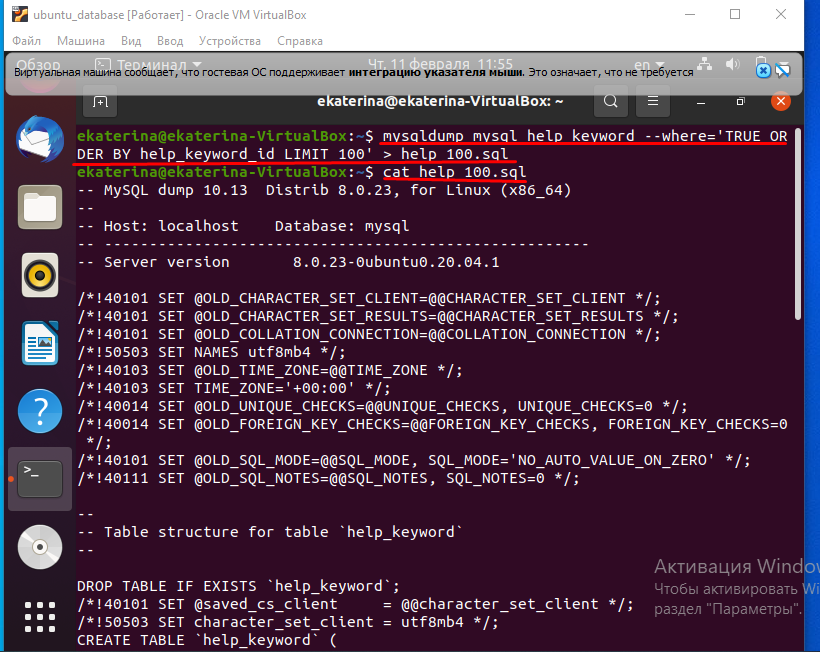 ubuntu_database [Работает] - Oracle VM VirtualBox
Файл Машина Вид Ввод Устройства Справка
Обзор Терминал Чт, 11 февраля 11:55 en
Виртуальная машина сообщает, что гостевая ОС поддерживает интеграцию указателя мыши. Это означает, что не требуется
ekaterina@ekaterina-VirtualBox: ~
ekaterina@ekaterina-VirtualBox:~$ mysqldump mysql help_keyword --where='TRUE OR
DER BY help_keyword_id LIMIT 100' > help_100.sql
ekaterina@ekaterina-VirtualBox:~$ cat help_100.sql
-- MySQL dump 10.13  Distrib 8.0.23, for Linux (x86_64)
--
-- Host: localhost    Database: mysql
-- ------------------------------------------------------
-- Server version       8.0.23-0ubuntu0.20.04.1
/*!40101 SET @OLD_CHARACTER_SET_CLIENT=@@CHARACTER_SET_CLIENT */;
/*!40101 SET @OLD_CHARACTER_SET_RESULTS=@@CHARACTER_SET_RESULTS */;
/*!40101 SET @OLD_COLLATION_CONNECTION=@@COLLATION_CONNECTION */;
/*!50503 SET NAMES utf8mb4 */;
/*!40103 SET @OLD_TIME_ZONE=@@TIME_ZONE */;
/*!40103 SET TIME_ZONE='+00:00' */;
/*!40014 SET @OLD_UNIQUE_CHECKS=@@UNIQUE_CHECKS, UNIQUE_CHECKS=0 */;
/*!40014 SET @OLD_FOREIGN_KEY_CHECKS=@@FOREIGN_KEY_CHECKS, FOREIGN_KEY_CHECKS=0
 */;
/*!40101 SET @OLD_SQL_MODE=@@SQL_MODE, SQL_MODE='NO_AUTO_VALUE_ON_ZERO' */;
/*!40111 SET @OLD_SQL_NOTES=@@SQL_NOTES, SQL_NOTES=0 */;
--
-- Table structure for table `help_keyword`
--
DROP TABLE IF EXISTS `help_keyword`;
/*!40101 SET @saved_cs_client     = @@character_set_client */;
/*!50503 SET character_set_client = utf8mb4 */;
CREATE TABLE `help_keyword` (
Активация Window
Чтобы активировать Wi
раздел "Параметры".